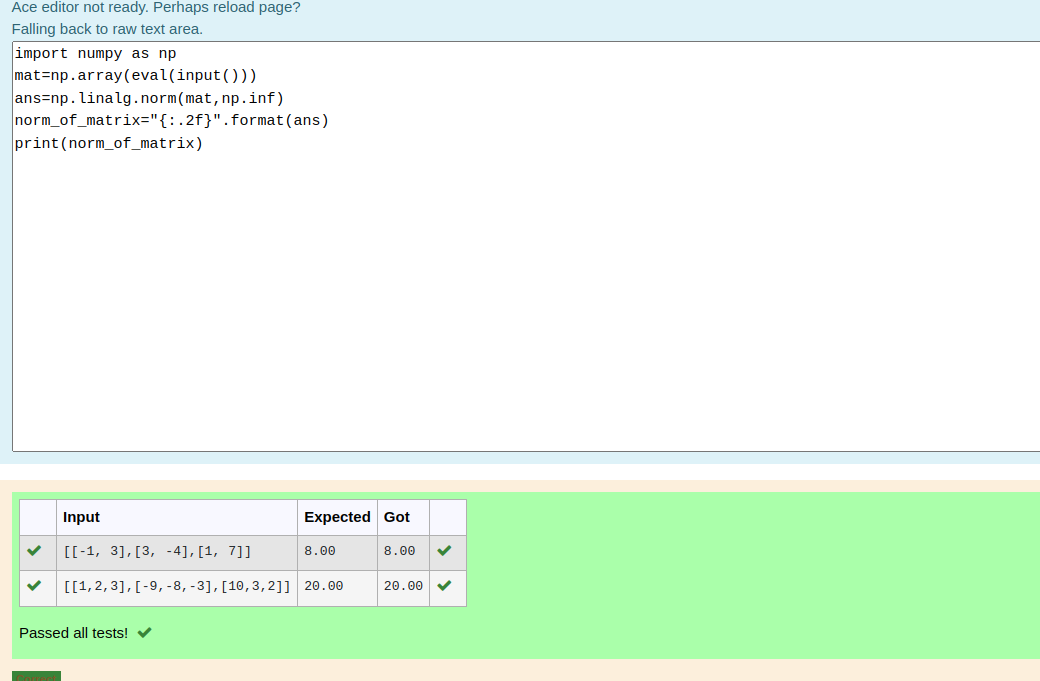 Ace editor not ready. Perhaps reload page?
Falling back to raw text area.
import numpy as np
mat=np.array(eval(input()))
ans=np.linalg.norm(mat,np.inf)
norm_of_matrix="{:.2f}".format(ans)
print(norm_of_matrix)
Input Expected Got
[[-1, 3],[3, -4],[1, 7]] 8.00 8.00
[[1,2,3],[-9,-8,-3],[10,3,2]] 20.00 20.00
Passed all tests!